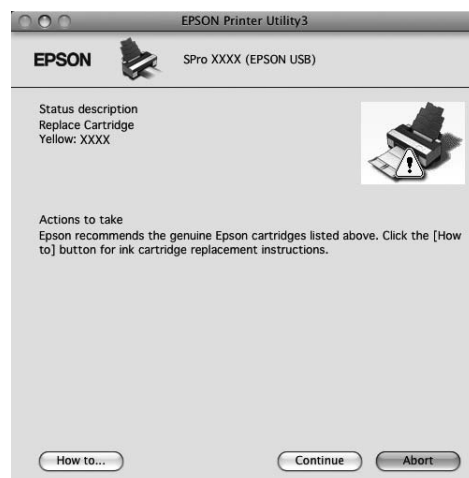 EPSON Printer Utility3
EPSON
SPro XXXX (EPSON USB)
Status description
Replace Cartridge
Yellow: XXXX
Actions to take
Epson recommends the genuine Epson cartridges listed above. Click the [How
to] button for ink cartridge replacement instructions.
How to...
Continue
Abort